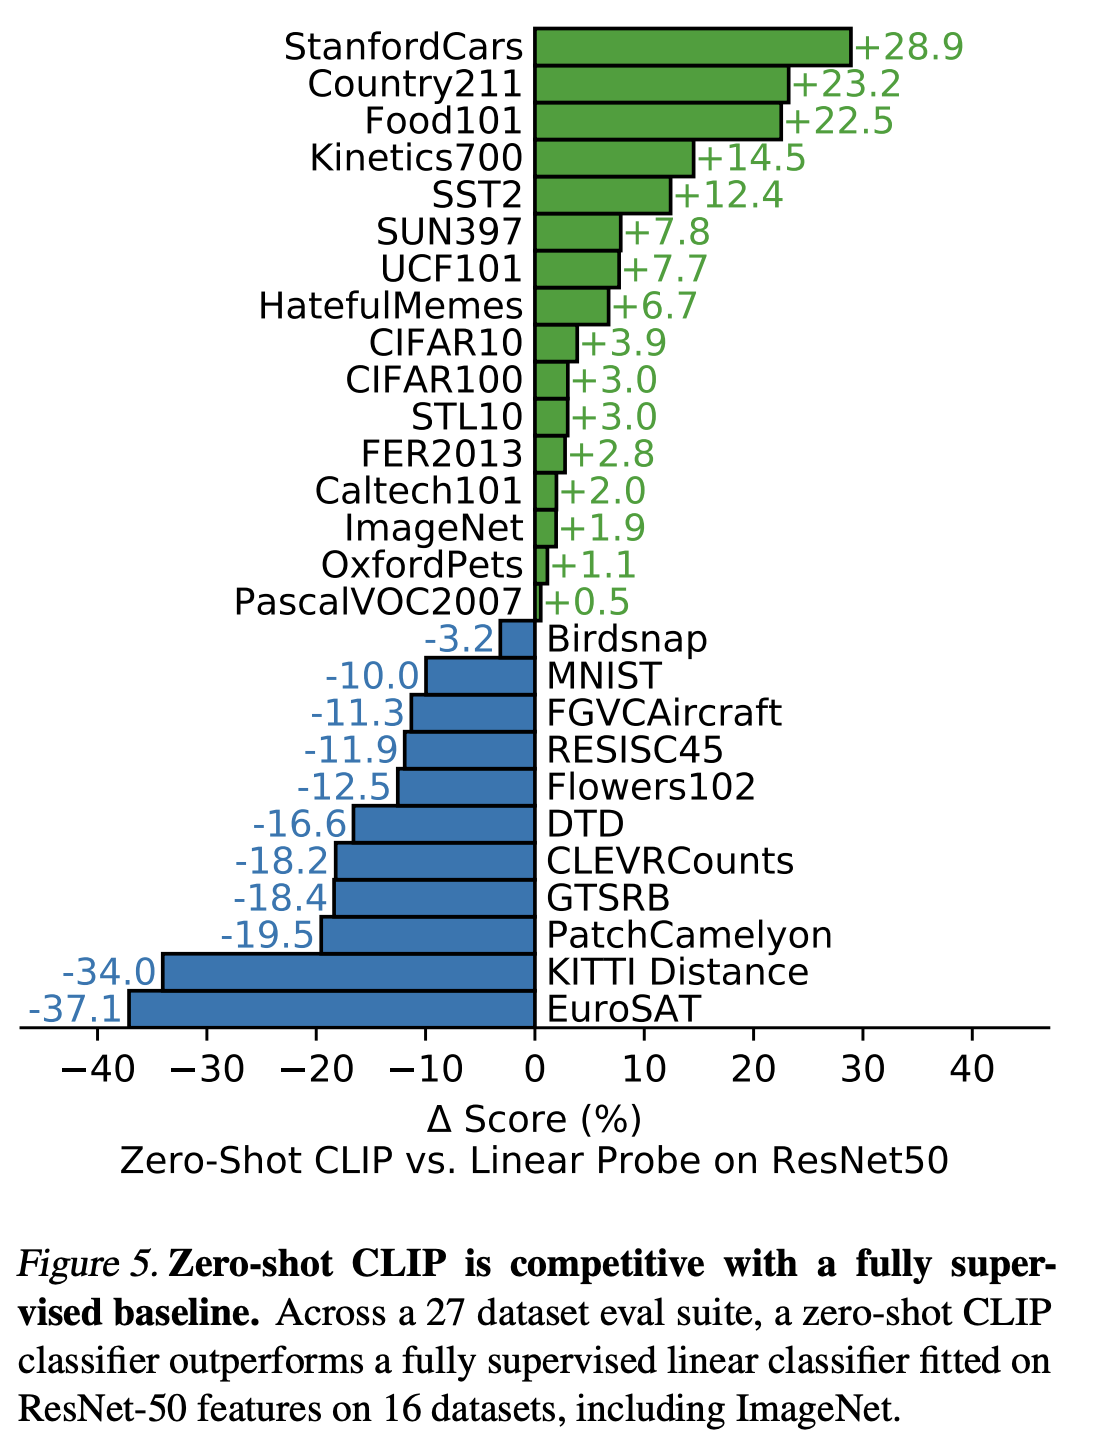 StanfordCars +28.9
Country211 +23.2
Food101 +22.5
Kinetics700 +14.5
SST2 +12.4
SUN397 +7.8
UCF101 +7.7
HatefulMemes +6.7
CIFAR10 +3.9
CIFAR100 +3.0
STL10 +3.0
FER2013 +2.8
Caltech101 +2.0
ImageNet +1.9
OxfordPets +1.1
PascalVOC2007 +0.5
-3.2 Birdsnap
-10.0 MNIST
-11.3 FGVCAircraft
-11.9 RESISC45
-12.5 Flowers102
-16.6 DTD
-18.2 CLEVRCounts
-18.4 GTSRB
-19.5 PatchCamelyon
-34.0 KITTI Distance
-37.1 EuroSAT
−40 −30 −20 −10 0 10 20 30 40
Δ Score (%)
Zero-Shot CLIP vs. Linear Probe on ResNet50
Figure 5. Zero-shot CLIP is competitive with a fully super-
vised baseline. Across a 27 dataset eval suite, a zero-shot CLIP
classifier outperforms a fully supervised linear classifier fitted on
ResNet-50 features on 16 datasets, including ImageNet.